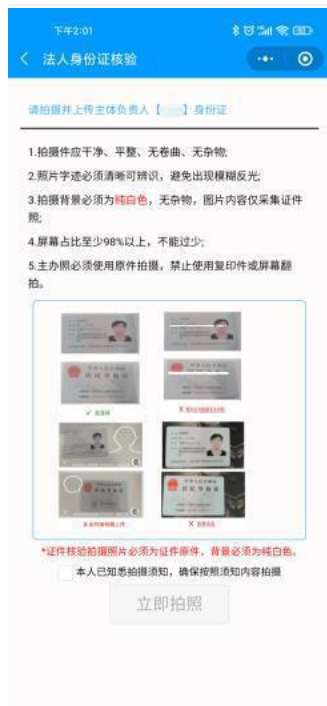 下午2:01
法人身份证核验
请拍摄并上传主体负责人【 】身份证
1.拍摄件应干净、平整、无卷曲、无杂物;
2.照片字迹必须清晰可辨识，避免出现模糊反光;
3.拍摄背景必须为纯白色，无杂物，图片内容仅采集证件
照;
4.屏幕占比至少98%以上，不能过少;
5.主办照必须使用原件拍摄，禁止使用复印件或屏幕翻
拍。
*证件核验拍摄照片必须为证件原件，背景必须为纯白色。
本人已知悉拍摄须知，确保按照须知内容拍摄
立即拍照